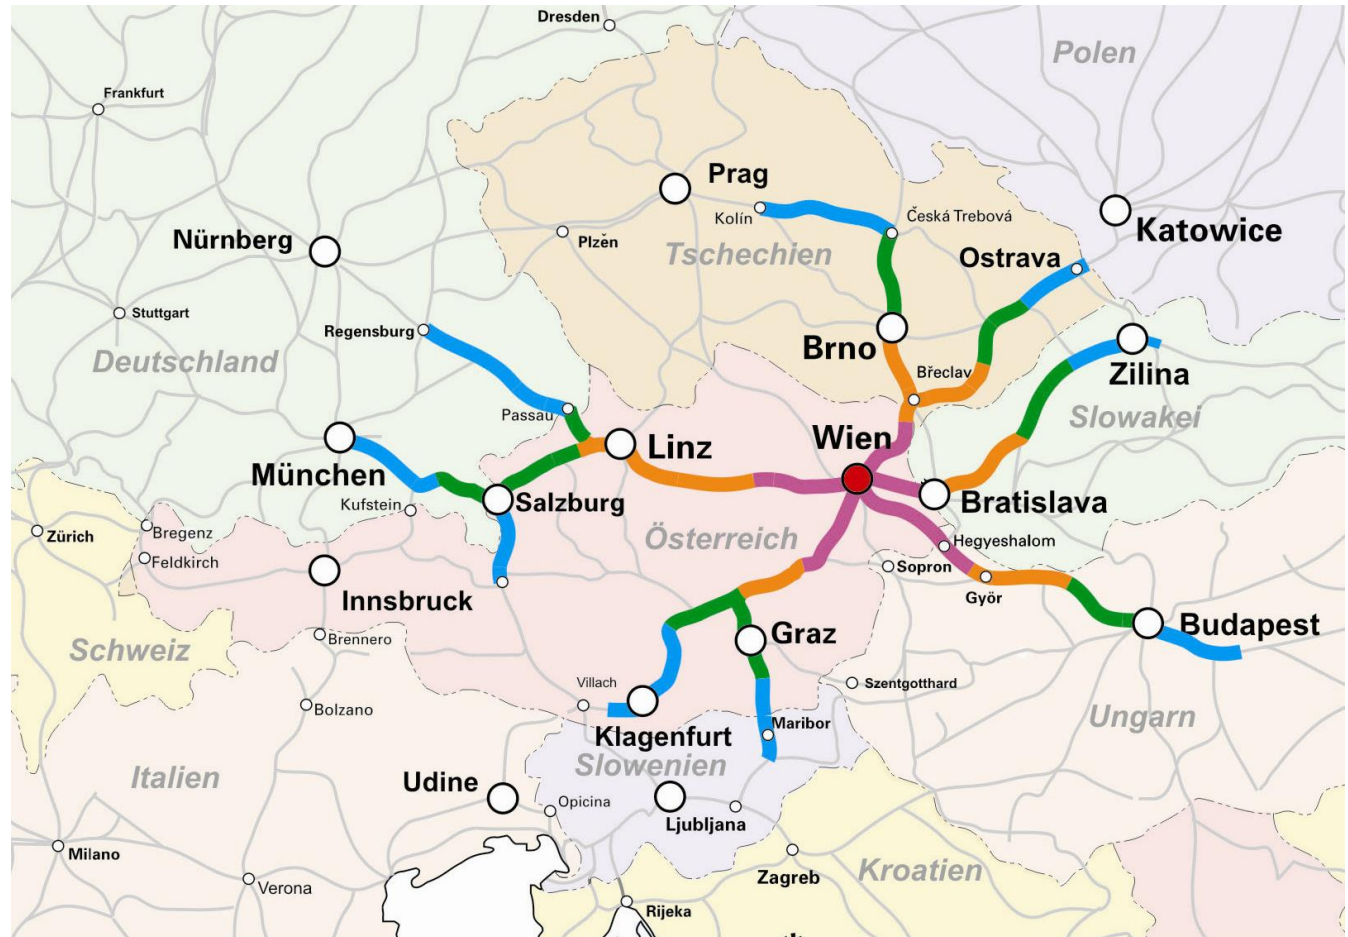 Dresden
Polen
Frankfurt
Prag
Kolín
Česká Trebová
Katowice
Nürnberg
Plzěn
Tschechien
Ostrava
Stuttgart
Regensburg
Deutschland
Brno
Břeclav
Zilina
Passau
Slowakei
Linz
Wien
München
Salzburg
Bratislava
Kufstein
Zürich
Bregenz
Österreich
Hegyeshalom
Feldkirch
Sopron
Innsbruck
Györ
Graz
Budapest
Brennero
Schweiz
Villach
Szentgotthard
Bolzano
Maribor
Ungarn
Klagenfurt
Slowenien
Italien
Udine
Opicina
Ljubljana
Milano
Kroatien
Zagreb
Verona
Rijeka